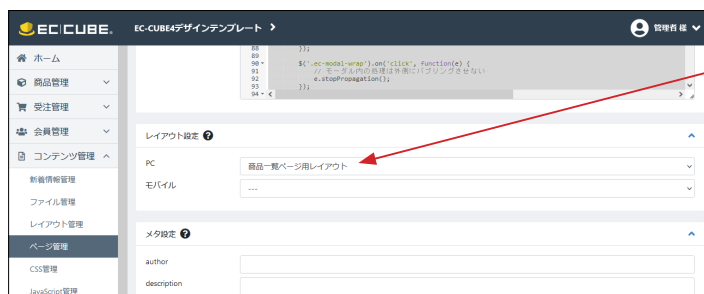 EC CUBE.
EC-CUBE4デザインテンプレート
管理者 様
ホーム
商品管理
受注管理
会員管理
コンテンツ管理
新着情報管理
ファイル管理
レイアウト管理
ページ管理
CSS管理
JavaScript管理
88 });
89
90 $('.ec-modal-wrap').on('click', function(e) {
91 // モーダル内の処理は外側にバブリングさせない
92 e.stopPropagation();
93 });
94
レイアウト設定 ?
PC
商品一覧ページ用レイアウト
モバイル
---
メタ設定 ?
author
description